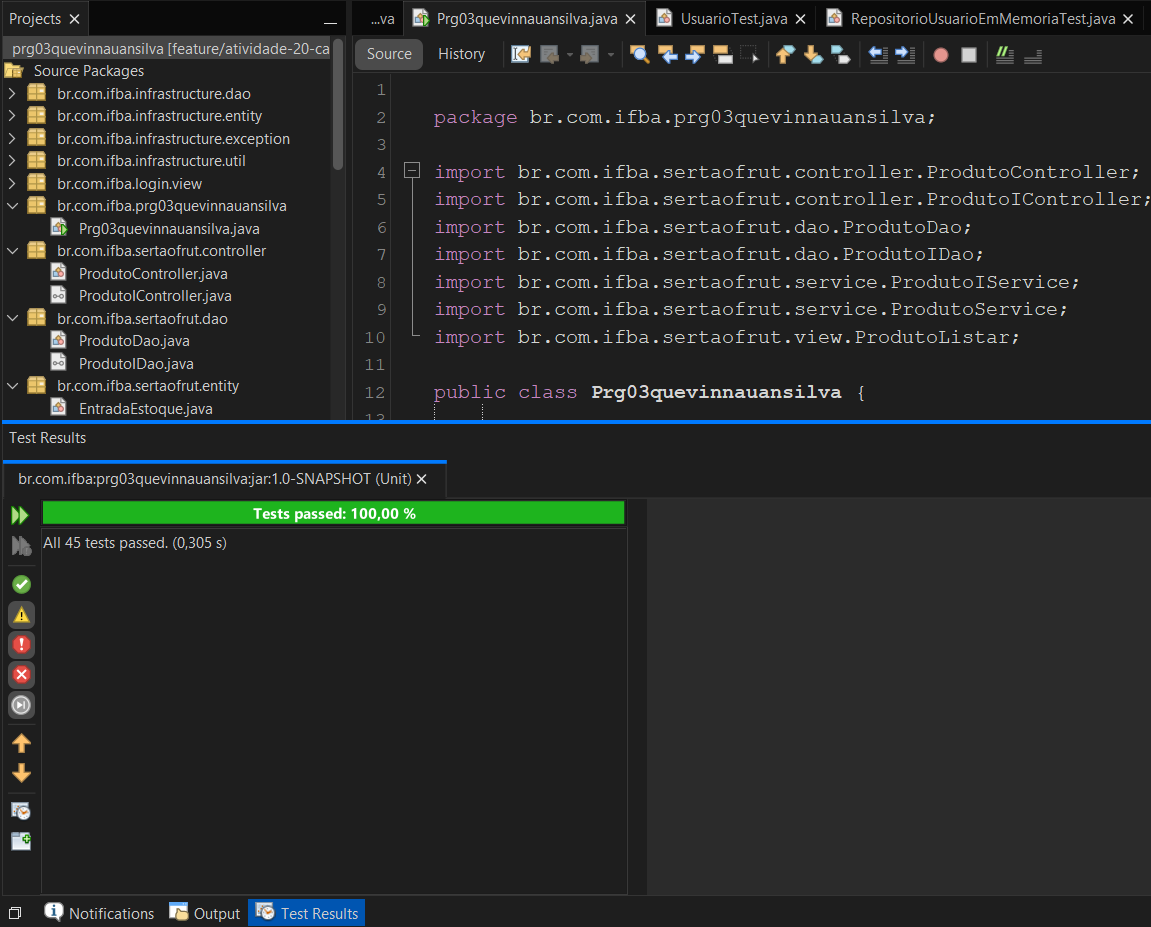 Projects
prg03quevinnauansilva [feature/atividade-20-ca
Source Packages
br.com.ifba.infrastructure.dao
br.com.ifba.infrastructure.entity
br.com.ifba.infrastructure.exception
br.com.ifba.infrastructure.util
br.com.ifba.login.view
br.com.ifba.prg03quevinnauansilva
Prg03quevinnauansilva.java
br.com.ifba.sertaofrut.controller
ProdutoController.java
ProdutoIController.java
br.com.ifba.sertaofrut.dao
ProdutoDao.java
ProdutoIDao.java
br.com.ifba.sertaofrut.entity
EntradaEstoque.java
...va Prg03quevinnauansilva.java UsuarioTest.java RepositorioUsuarioEmMemoriaTest.java
Source History
1
2 package br.com.ifba.prg03quevinnauansilva;
3
4 import br.com.ifba.sertaofrut.controller.ProdutoController;
5 import br.com.ifba.sertaofrut.controller.ProdutoIController;
6 import br.com.ifba.sertaofrut.dao.ProdutoDao;
7 import br.com.ifba.sertaofrut.dao.ProdutoIDao;
8 import br.com.ifba.sertaofrut.service.ProdutoIService;
9 import br.com.ifba.sertaofrut.service.ProdutoService;
10 import br.com.ifba.sertaofrut.view.ProdutoListar;
11
12 public class Prg03quevinnauansilva {
13
Test Results
br.com.ifba:prg03quevinnauansilva:jar:1.0-SNAPSHOT (Unit)
Tests passed: 100,00 %
All 45 tests passed. (0,305 s)
Notifications Output Test Results